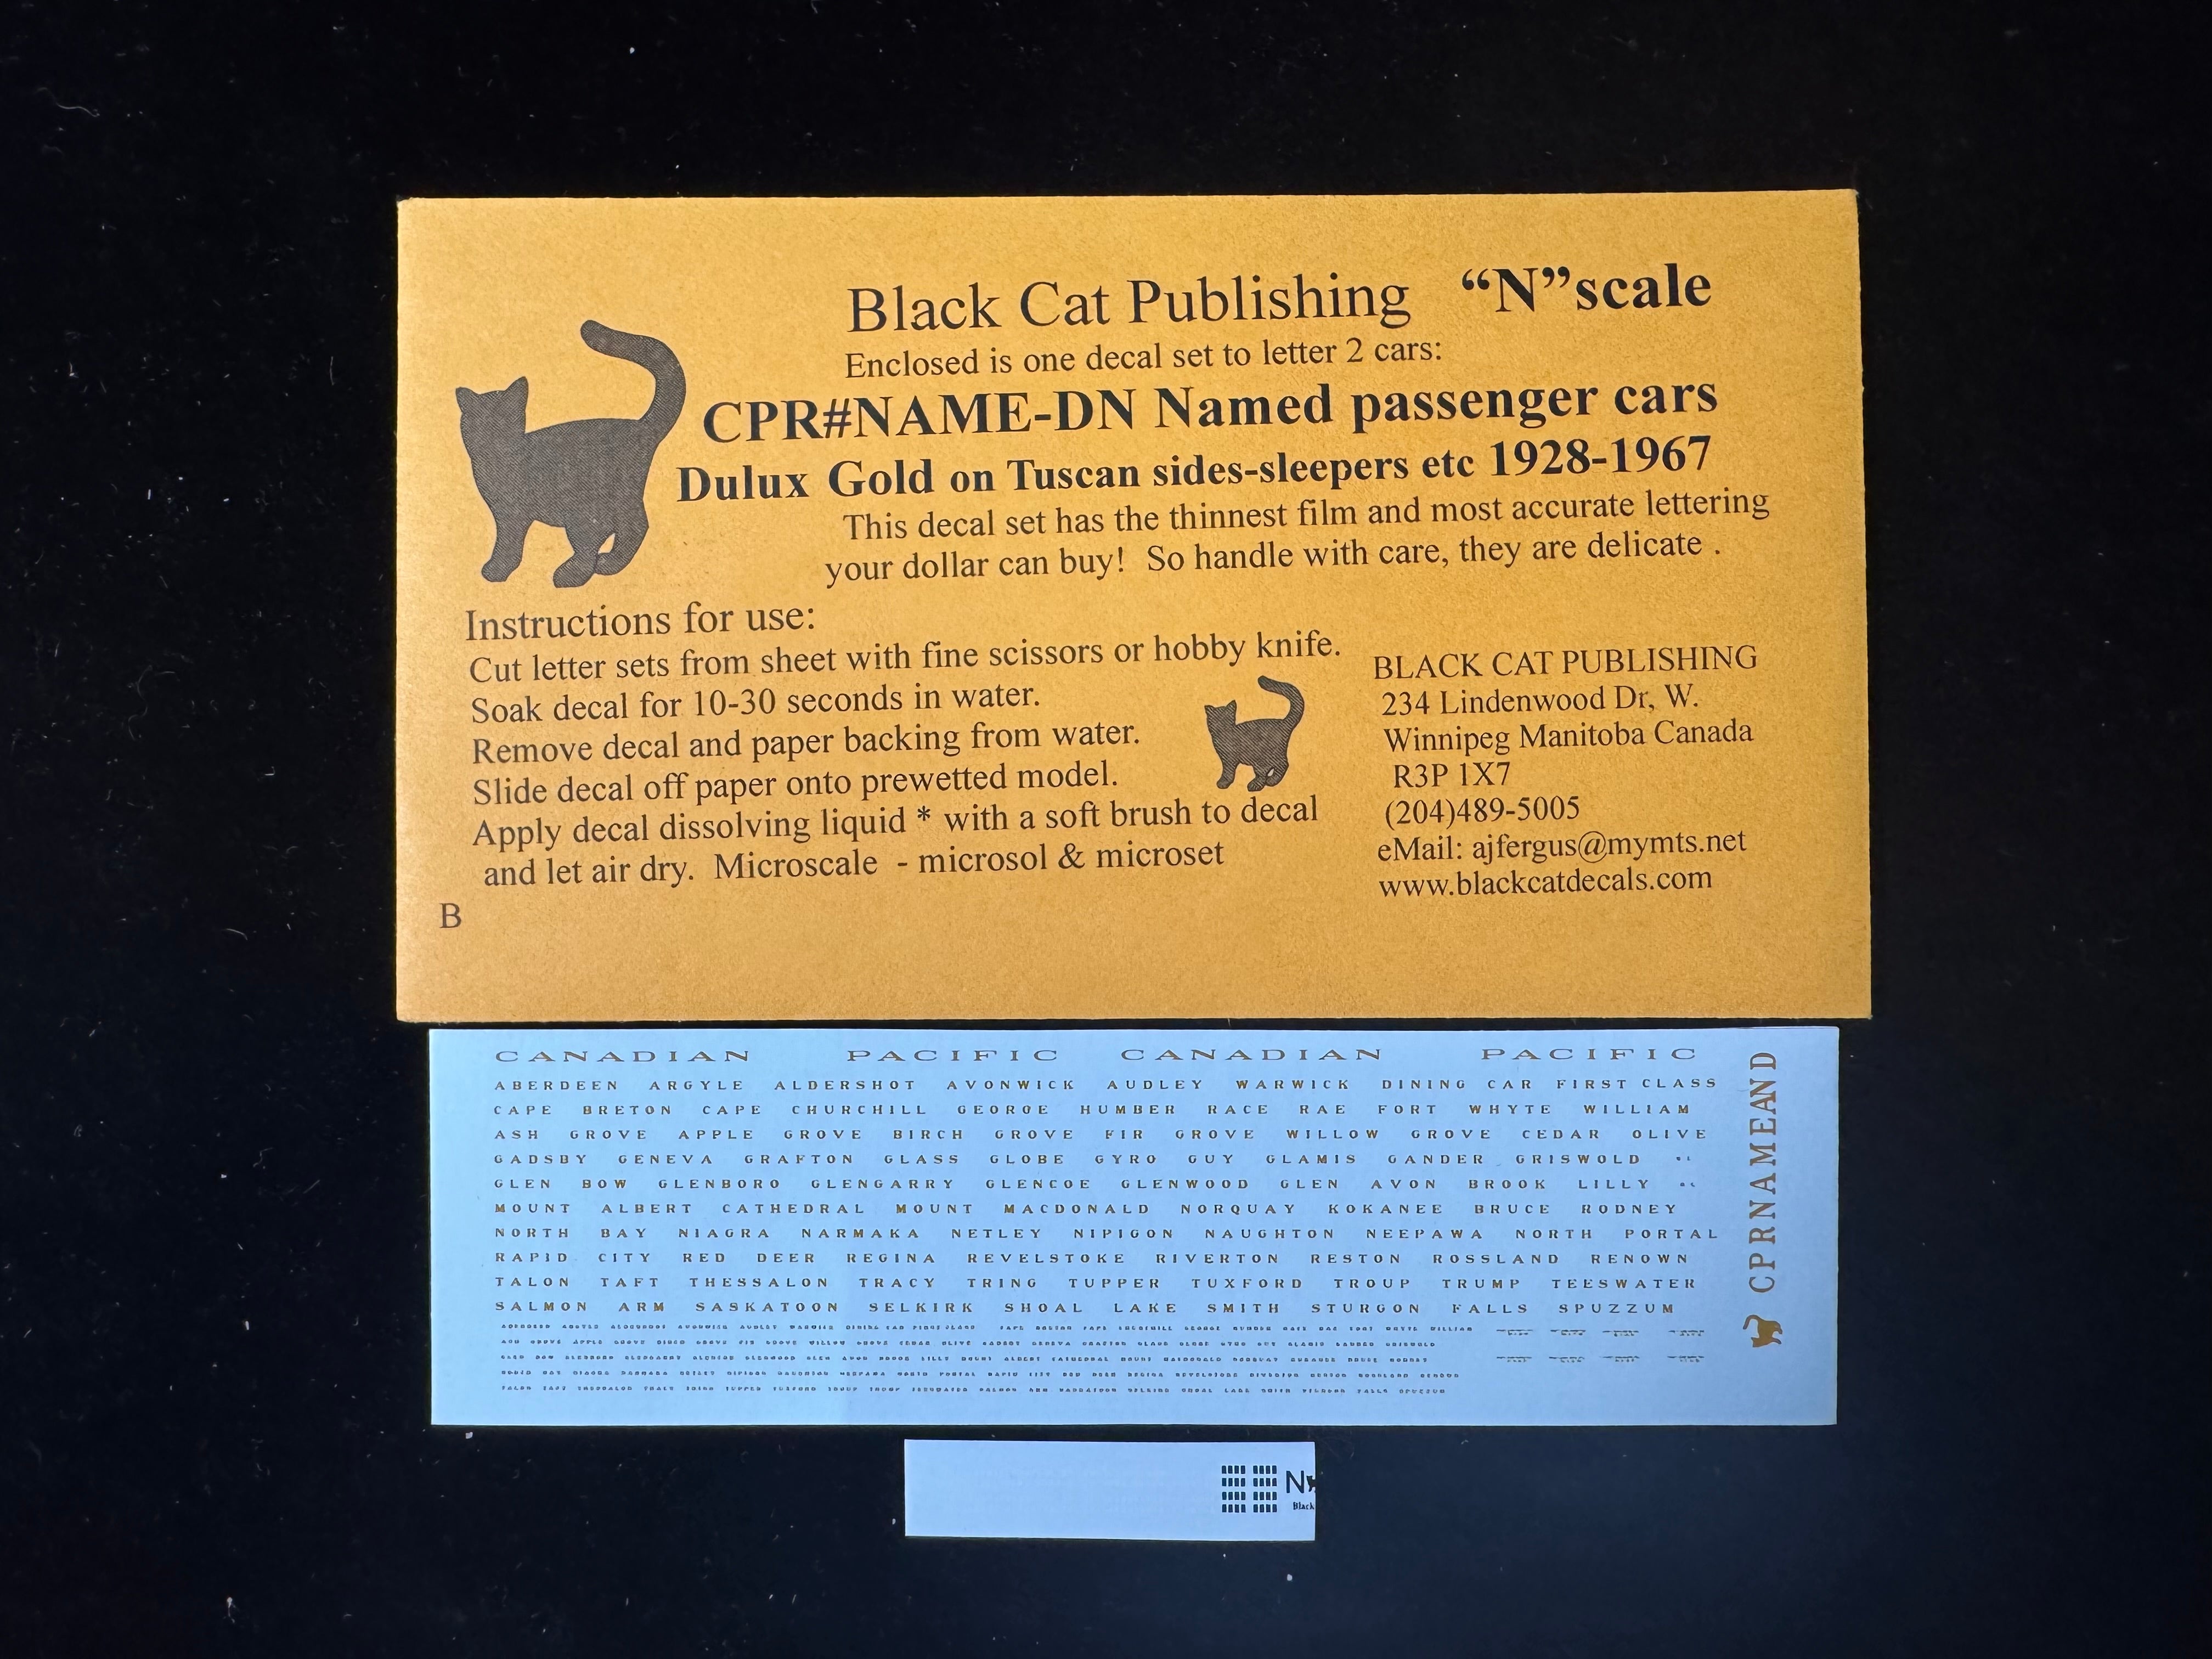 Black Cat Publishing “N”scale
Enclosed is one decal set to letter 2 cars:
CPR#NAME-DN Named passenger cars
Dulux Gold on Tuscan sides-sleepers etc 1928-1967
This decal set has the thinnest film and most accurate lettering
your dollar can buy! So handle with care, they are delicate .
Instructions for use:
Cut letter sets from sheet with fine scissors or hobby knife.
Soak decal for 10-30 seconds in water.
Remove decal and paper backing from water.
Slide decal off paper onto prewetted model.
Apply decal dissolving liquid * with a soft brush to decal
and let air dry. Microscale - microsol & microset
B
BLACK CAT PUBLISHING
234 Lindenwood Dr, W.
Winnipeg Manitoba Canada
R3P 1X7
(204)489-5005
eMail: ajfergus@mymts.net
www.blackcatdecals.com
CANADIAN PACIFIC CANADIAN PACIFIC
ABERDEEN ARGYLE ALDERSHOT AVONWICK AUDLEY WARWICK DINING CAR FIRST CLASS
CAPE BRETON CAPE CHURCHILL GEORGE HUMBER RACE RAE FORT WHYTE WILLIAM
ASH GROVE APPLE GROVE BIRCH GROVE FIR GROVE WILLOW GROVE CEDAR OLIVE
GADSBY GENEVA GRAFTON GLASS GLOBE GYRO GUY GLAMIS GANDER GRISWOLD
GLEN BOW GLENBORO GLENGARRY GLENCOE GLENWOOD GLEN AVON BROOK LILLY
MOUNT ALBERT CATHEDRAL MOUNT MACDONALD NORQUAY KOKANEE BRUCE RODNEY
NORTH BAY NIAGRA NARMAKA NETLEY NIPIGON NAUGHTON NEEPAWA NORTH PORTAL
RAPID CITY RED DEER REGINA REVELSTOKE RIVERTON RESTON ROSSLAND RENOWN
TALON TAFT THESSALON TRACY TRING TUPPER TUXFORD TROUP TRUMP TEESWATER
SALMON ARM SASKATOON SELKIRK SHOAL LAKE SMITH STURGON FALLS SPUZZUM
CPRNAMEAND
N
Black